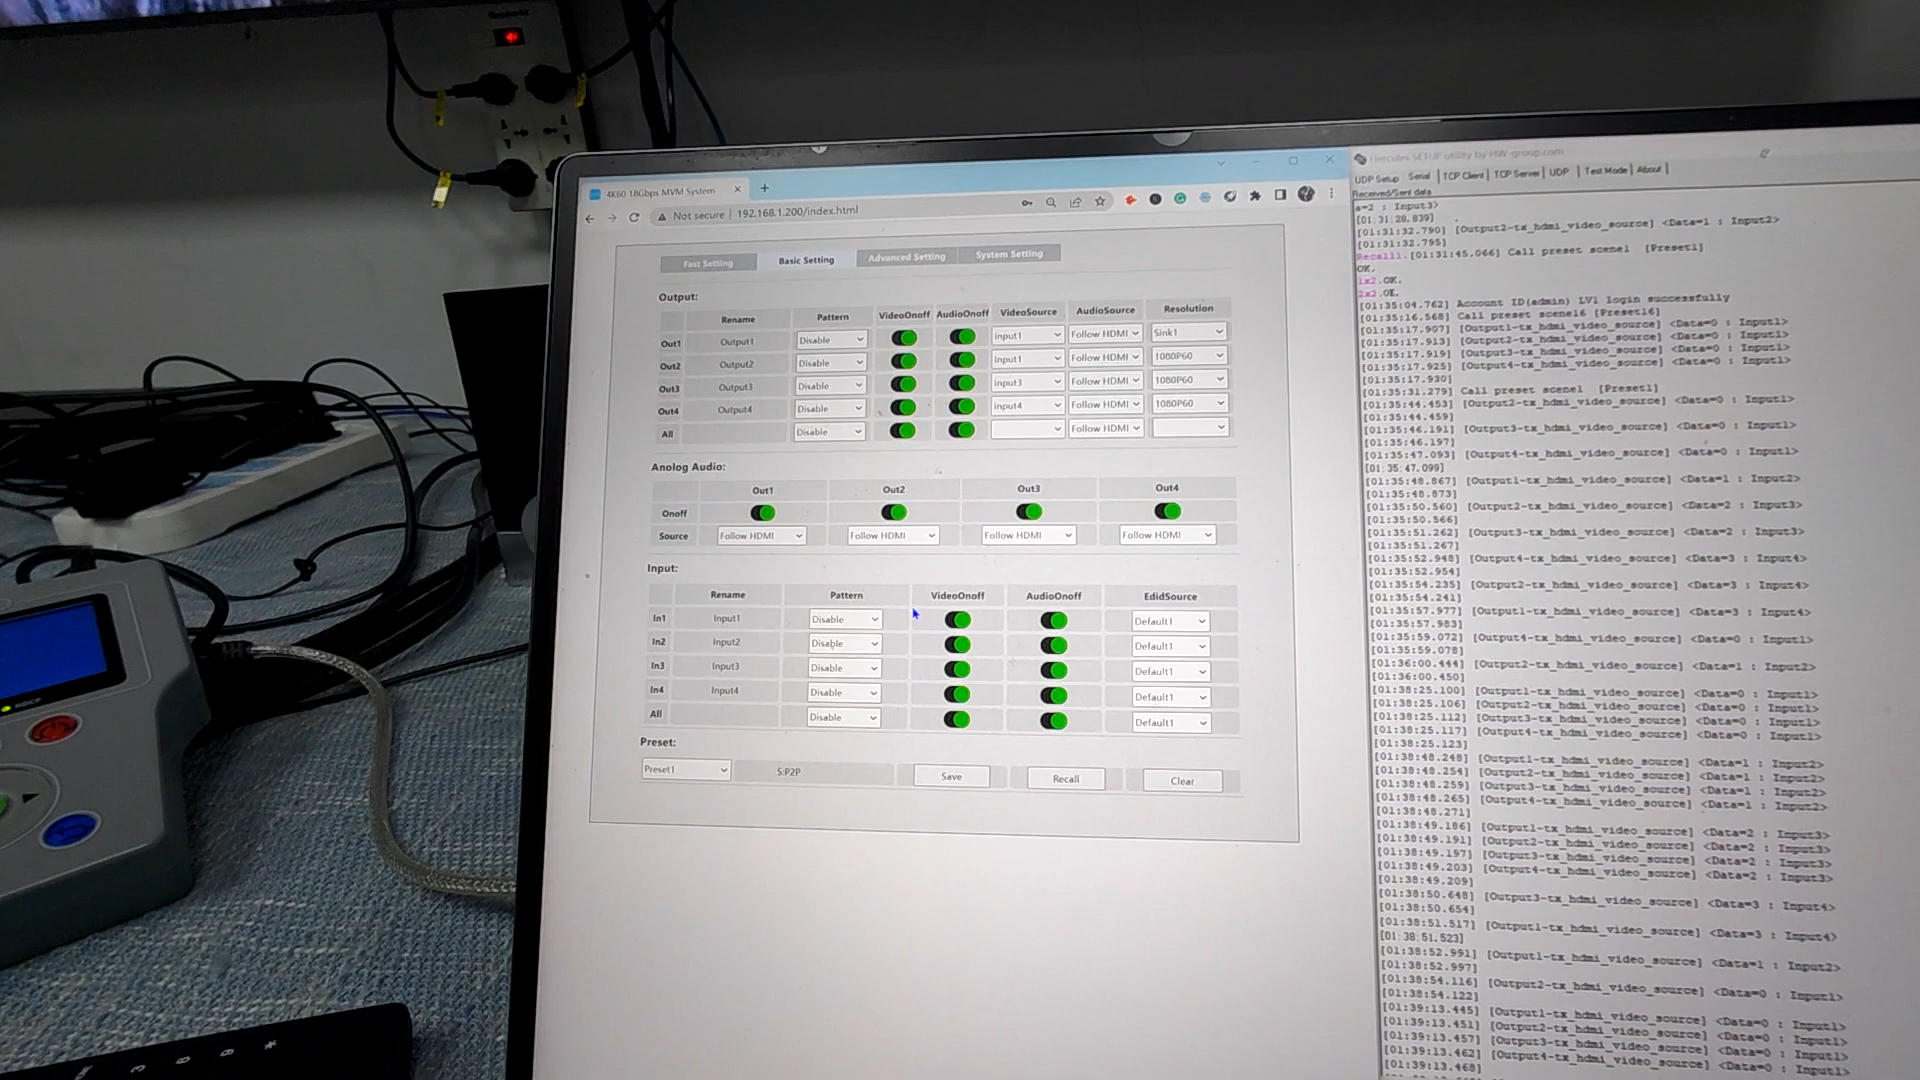 4K60 18Gbps MVM System
Not secure | 192.168.1.200/index.html
Fast Setting Basic Setting Advanced Setting System Setting
Output:
Rename Pattern VideoOnoff AudioOnoff VideoSource AudioSource Resolution
Out1 Output1 Disable input1 Follow HDMI Sink1
Out2 Output2 Disable input1 Follow HDMI 1080P60
Out3 Output3 Disable input3 Follow HDMI 1080P60
Out4 Output4 Disable input4 Follow HDMI 1080P60
All Disable Follow HDMI
Anolog Audio:
Out1 Out2 Out3 Out4
Onoff
Source Follow HDMI Follow HDMI Follow HDMI Follow HDMI
Input:
Rename Pattern VideoOnoff AudioOnoff EdidSource
In1 Input1 Disable Default1
In2 Input2 Disable Default1
In3 Input3 Disable Default1
In4 Input4 Disable Default1
All Disable Default1
Preset:
Preset1 S:P2P Save Recall Clear
Hercules SETUP utility by HW-group.com
UDP Setup Serial TCP Client TCP Server UDP Test Mode About
Received/Sent data
a=2 : Input3>
[01:31:28.839]
[01:31:32.790] [Output2-tx_hdmi_video_source] <Data=1 : Input2>
[01:31:32.795]
Recall1.[01:31:45.066] Call preset scene1 [Preset1]
OK.
1x2.OK.
2x2.OK.
[01:35:04.762] Account ID(admin) LV1 login successfully
[01:35:16.568] Call preset scene16 [Preset16]
[01:35:17.907] [Output1-tx_hdmi_video_source] <Data=0 : Input1>
[01:35:17.913] [Output2-tx_hdmi_video_source] <Data=0 : Input1>
[01:35:17.919] [Output3-tx_hdmi_video_source] <Data=0 : Input1>
[01:35:17.925] [Output4-tx_hdmi_video_source] <Data=0 : Input1>
[01:35:17.930]
[01:35:31.279] Call preset scene1 [Preset1]
[01:35:44.453] [Output2-tx_hdmi_video_source] <Data=0 : Input1>
[01:35:44.459]
[01:35:46.191] [Output3-tx_hdmi_video_source] <Data=0 : Input1>
[01:35:46.197]
[01:35:47.093] [Output4-tx_hdmi_video_source] <Data=0 : Input1>
[01:35:47.099]
[01:35:48.867] [Output1-tx_hdmi_video_source] <Data=1 : Input2>
[01:35:48.873]
[01:35:50.560] [Output2-tx_hdmi_video_source] <Data=2 : Input3>
[01:35:50.566]
[01:35:51.262] [Output3-tx_hdmi_video_source] <Data=2 : Input3>
[01:35:51.267]
[01:35:52.948] [Output4-tx_hdmi_video_source] <Data=3 : Input4>
[01:35:52.954]
[01:35:54.235] [Output2-tx_hdmi_video_source] <Data=3 : Input4>
[01:35:54.241]
[01:35:57.977] [Output1-tx_hdmi_video_source] <Data=0 : Input1>
[01:35:57.983]
[01:35:59.072] [Output4-tx_hdmi_video_source] <Data=0 : Input1>
[01:35:59.078]
[01:36:00.444] [Output2-tx_hdmi_video_source] <Data=1 : Input2>
[01:36:00.450]
[01:38:25.100] [Output1-tx_hdmi_video_source] <Data=0 : Input1>
[01:38:25.106] [Output2-tx_hdmi_video_source] <Data=0 : Input1>
[01:38:25.112] [Output3-tx_hdmi_video_source] <Data=0 : Input1>
[01:38:25.117] [Output4-tx_hdmi_video_source] <Data=0 : Input1>
[01:38:25.123]
[01:38:48.248] [Output1-tx_hdmi_video_source] <Data=1 : Input2>
[01:38:48.254] [Output2-tx_hdmi_video_source] <Data=1 : Input2>
[01:38:48.259] [Output3-tx_hdmi_video_source] <Data=1 : Input2>
[01:38:48.265] [Output4-tx_hdmi_video_source] <Data=1 : Input2>
[01:38:48.271]
[01:38:49.186] [Output1-tx_hdmi_video_source] <Data=2 : Input3>
[01:38:49.191] [Output2-tx_hdmi_video_source] <Data=2 : Input3>
[01:38:49.197] [Output3-tx_hdmi_video_source] <Data=2 : Input3>
[01:38:49.203] [Output4-tx_hdmi_video_source] <Data=2 : Input3>
[01:38:49.209]
[01:38:50.648] [Output3-tx_hdmi_video_source] <Data=3 : Input4>
[01:38:50.654]
[01:38:51.517] [Output1-tx_hdmi_video_source] <Data=3 : Input4>
[01:38:51.523]
[01:38:52.991] [Output1-tx_hdmi_video_source] <Data=1 : Input2>
[01:38:52.997]
[01:38:54.116] [Output2-tx_hdmi_video_source] <Data=0 : Input1>
[01:38:54.122]
[01:39:13.445] [Output1-tx_hdmi_video_source] <Data=0 : Input1>
[01:39:13.451] [Output2-tx_hdmi_video_source] <Data=0 : Input1>
[01:39:13.457] [Output3-tx_hdmi_video_source] <Data=0 : Input1>
[01:39:13.462] [Output4-tx_hdmi_video_source] <Data=0 : Input1>
[01:39:13.468]
HDCP